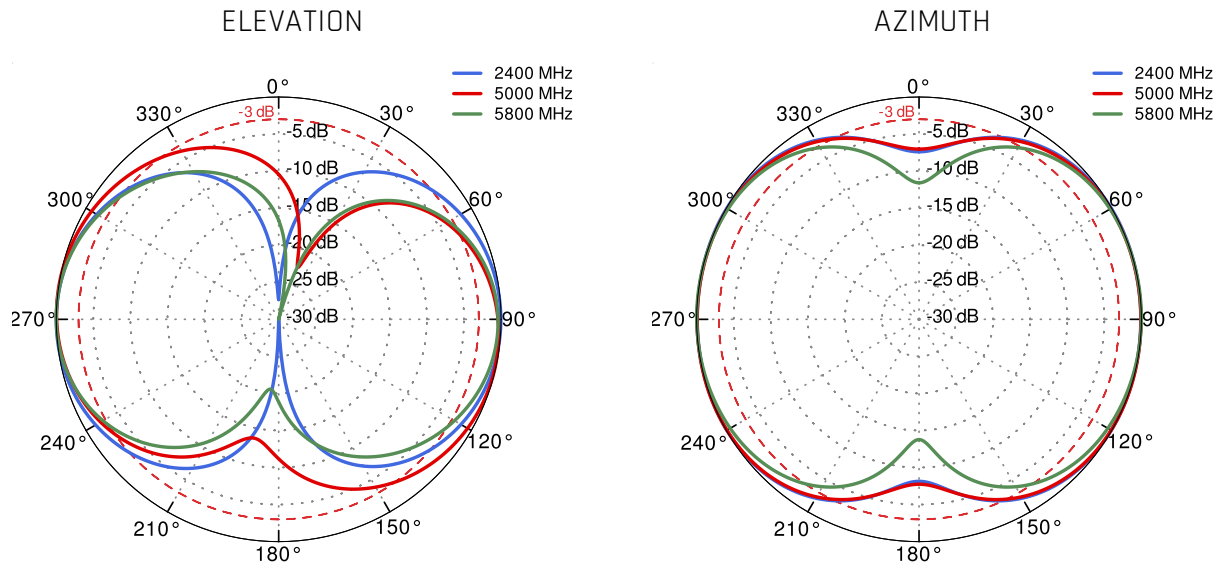 ELEVATION
2400 MHz
5000 MHz
5800 MHz
0°
330°
-3 dB
30°
-5 dB
-10 dB
300°
-15 dB
60°
-20 dB
-25 dB
270°
-30 dB
90°
240°
120°
210°
150°
180°
AZIMUTH
2400 MHz
5000 MHz
5800 MHz
0°
330°
-3 dB
30°
-5 dB
-10 dB
300°
-15 dB
60°
-20 dB
-25 dB
270°
-30 dB
90°
240°
120°
210°
150°
180°